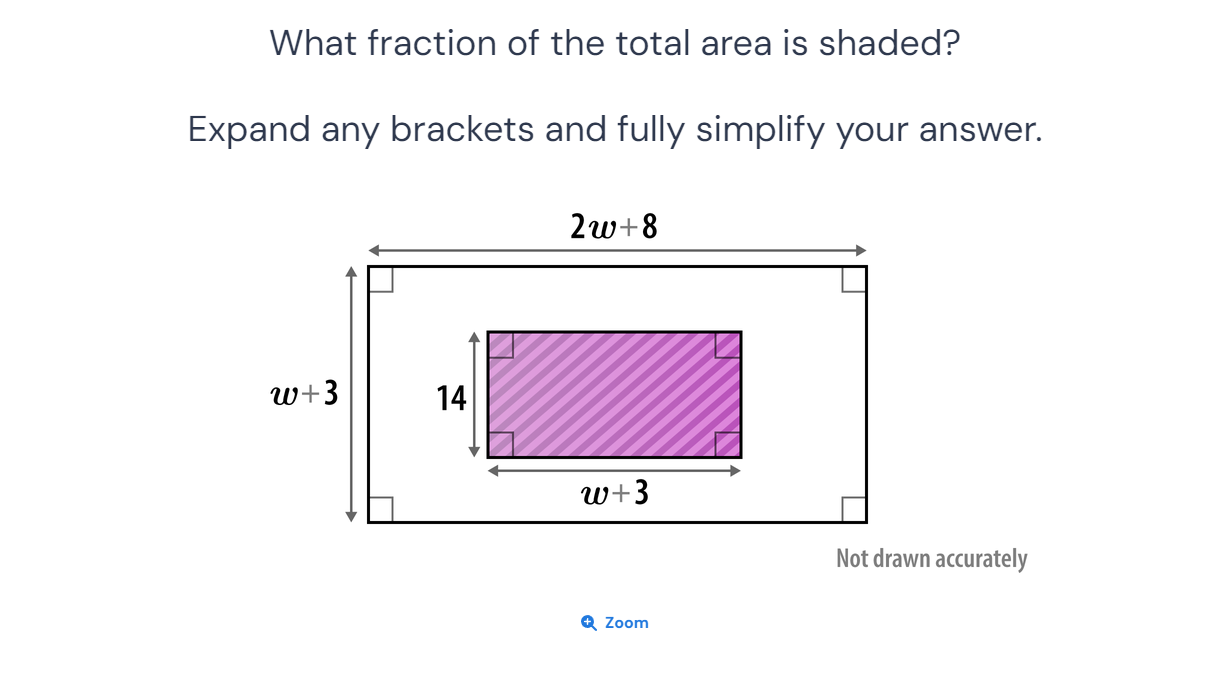 What fraction of the total area is shaded?
Expand any brackets and fully simplify your answer.
2w+8
w+3
14
w+3
Not drawn accurately
Zoom